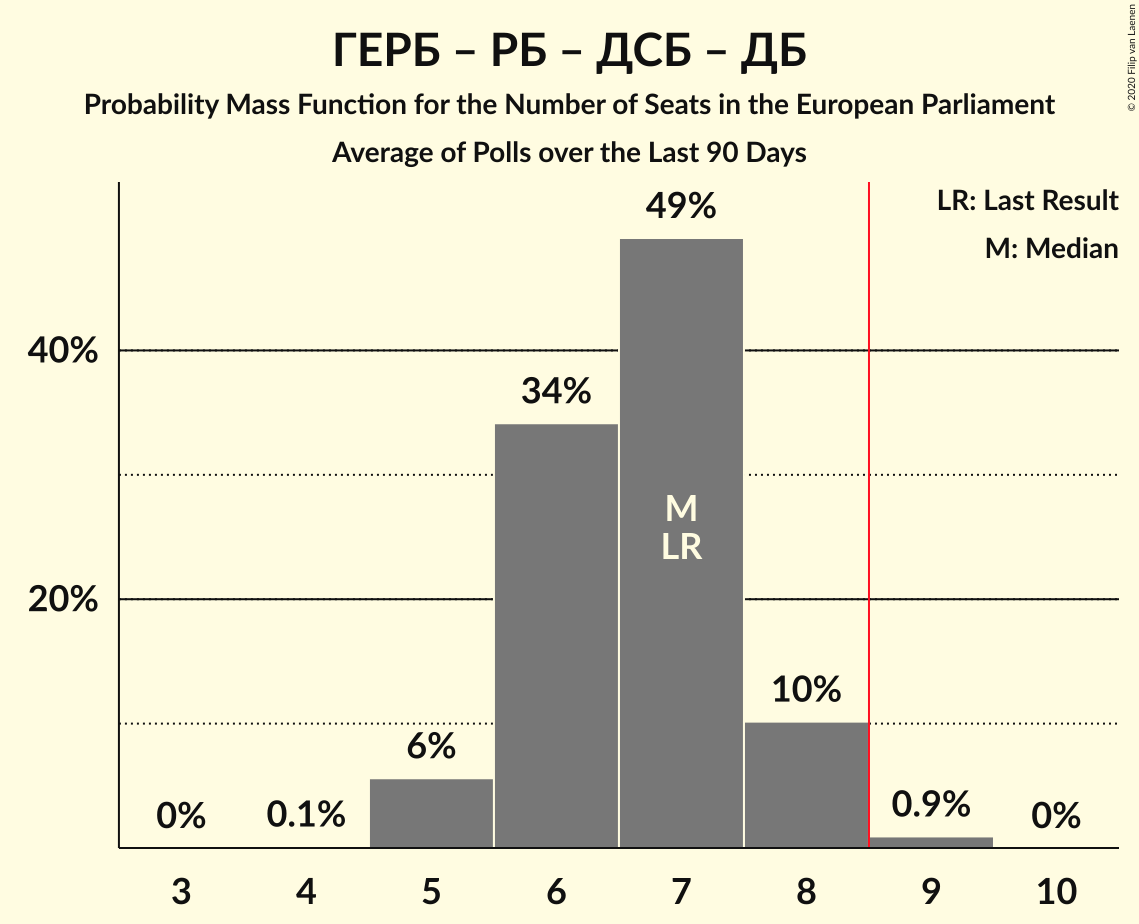 ГЕРБ – РБ – ДСБ – ДБ
Probability Mass Function for the Number of Seats in the European Parliament
Average of Polls over the Last 90 Days
© 2020 Filip van Laenen
LR: Last Result
M: Median
49%
40%
34%
M
LR
20%
10%
6%
0%
0.1%
0.9%
0%
3 4 5 6 7 8 9 10